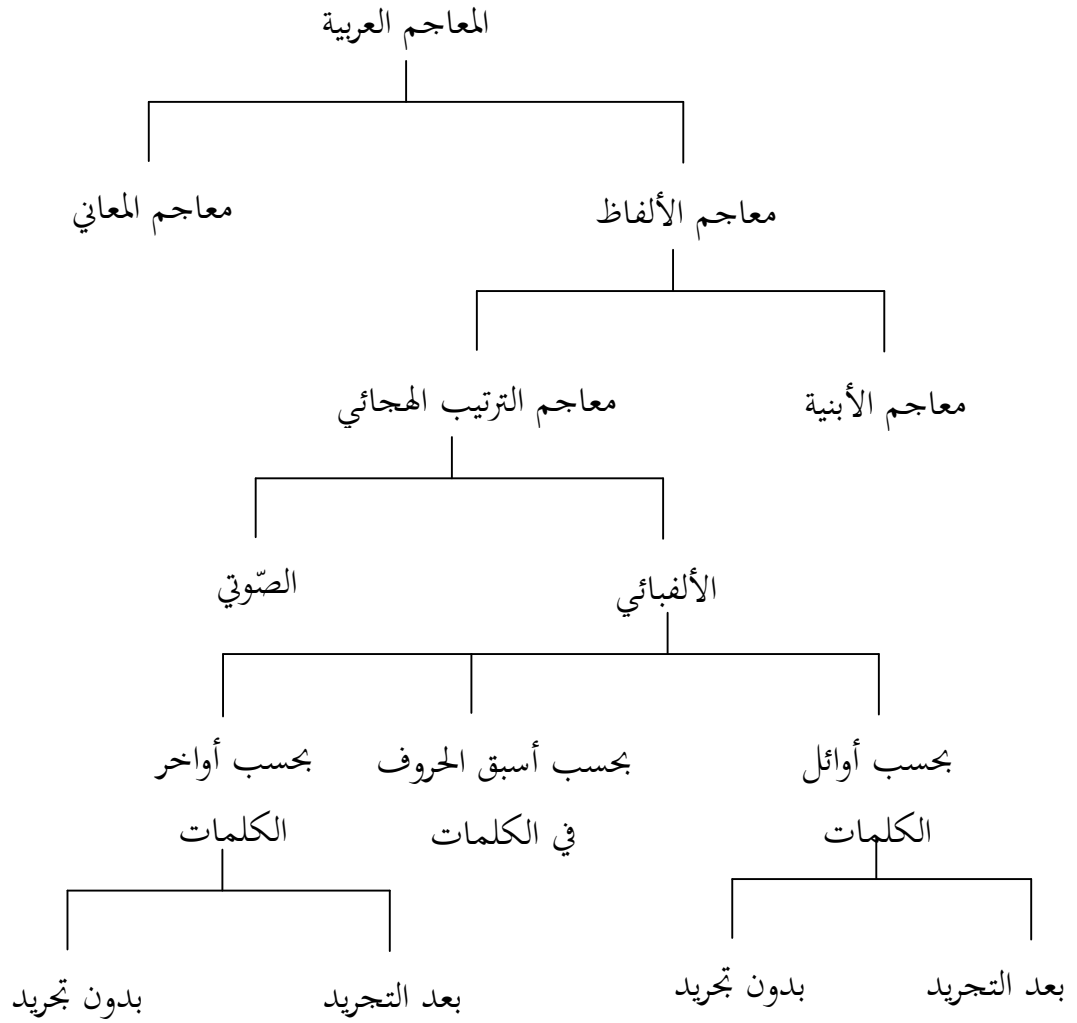 المعاجم العربية
معاجم الألفاظ
معاجم المعاني
معاجم الأبنية
معاجم الترتيب الهجائي
الألفبائي
الصّوتي
بحسب أوائل
الكلمات
بحسب أسبق الحروف
في الكلمات
بحسب أواخر
الكلمات
بعد التجريد
بدون تجريد
بعد التجريد
بدون تجريد